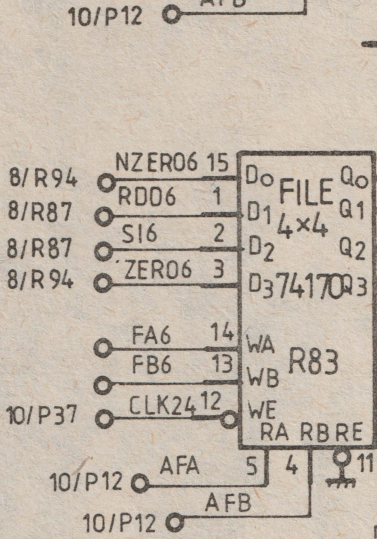 AFB
10/P12
8/R94 NZERO6 15 D0 FILE Q0
8/R87 RDD6 1 D1 4×4 Q1
8/R87 SI6 2 D2 Q2
8/R94 ZERO6 3 D3 74170 Q3
FA6 14 WA R83
FB6 13 WB
10/P37 CLK24 12 WE
RA RB RE
10/P12 AFA 5 4 11
10/P12 AFB